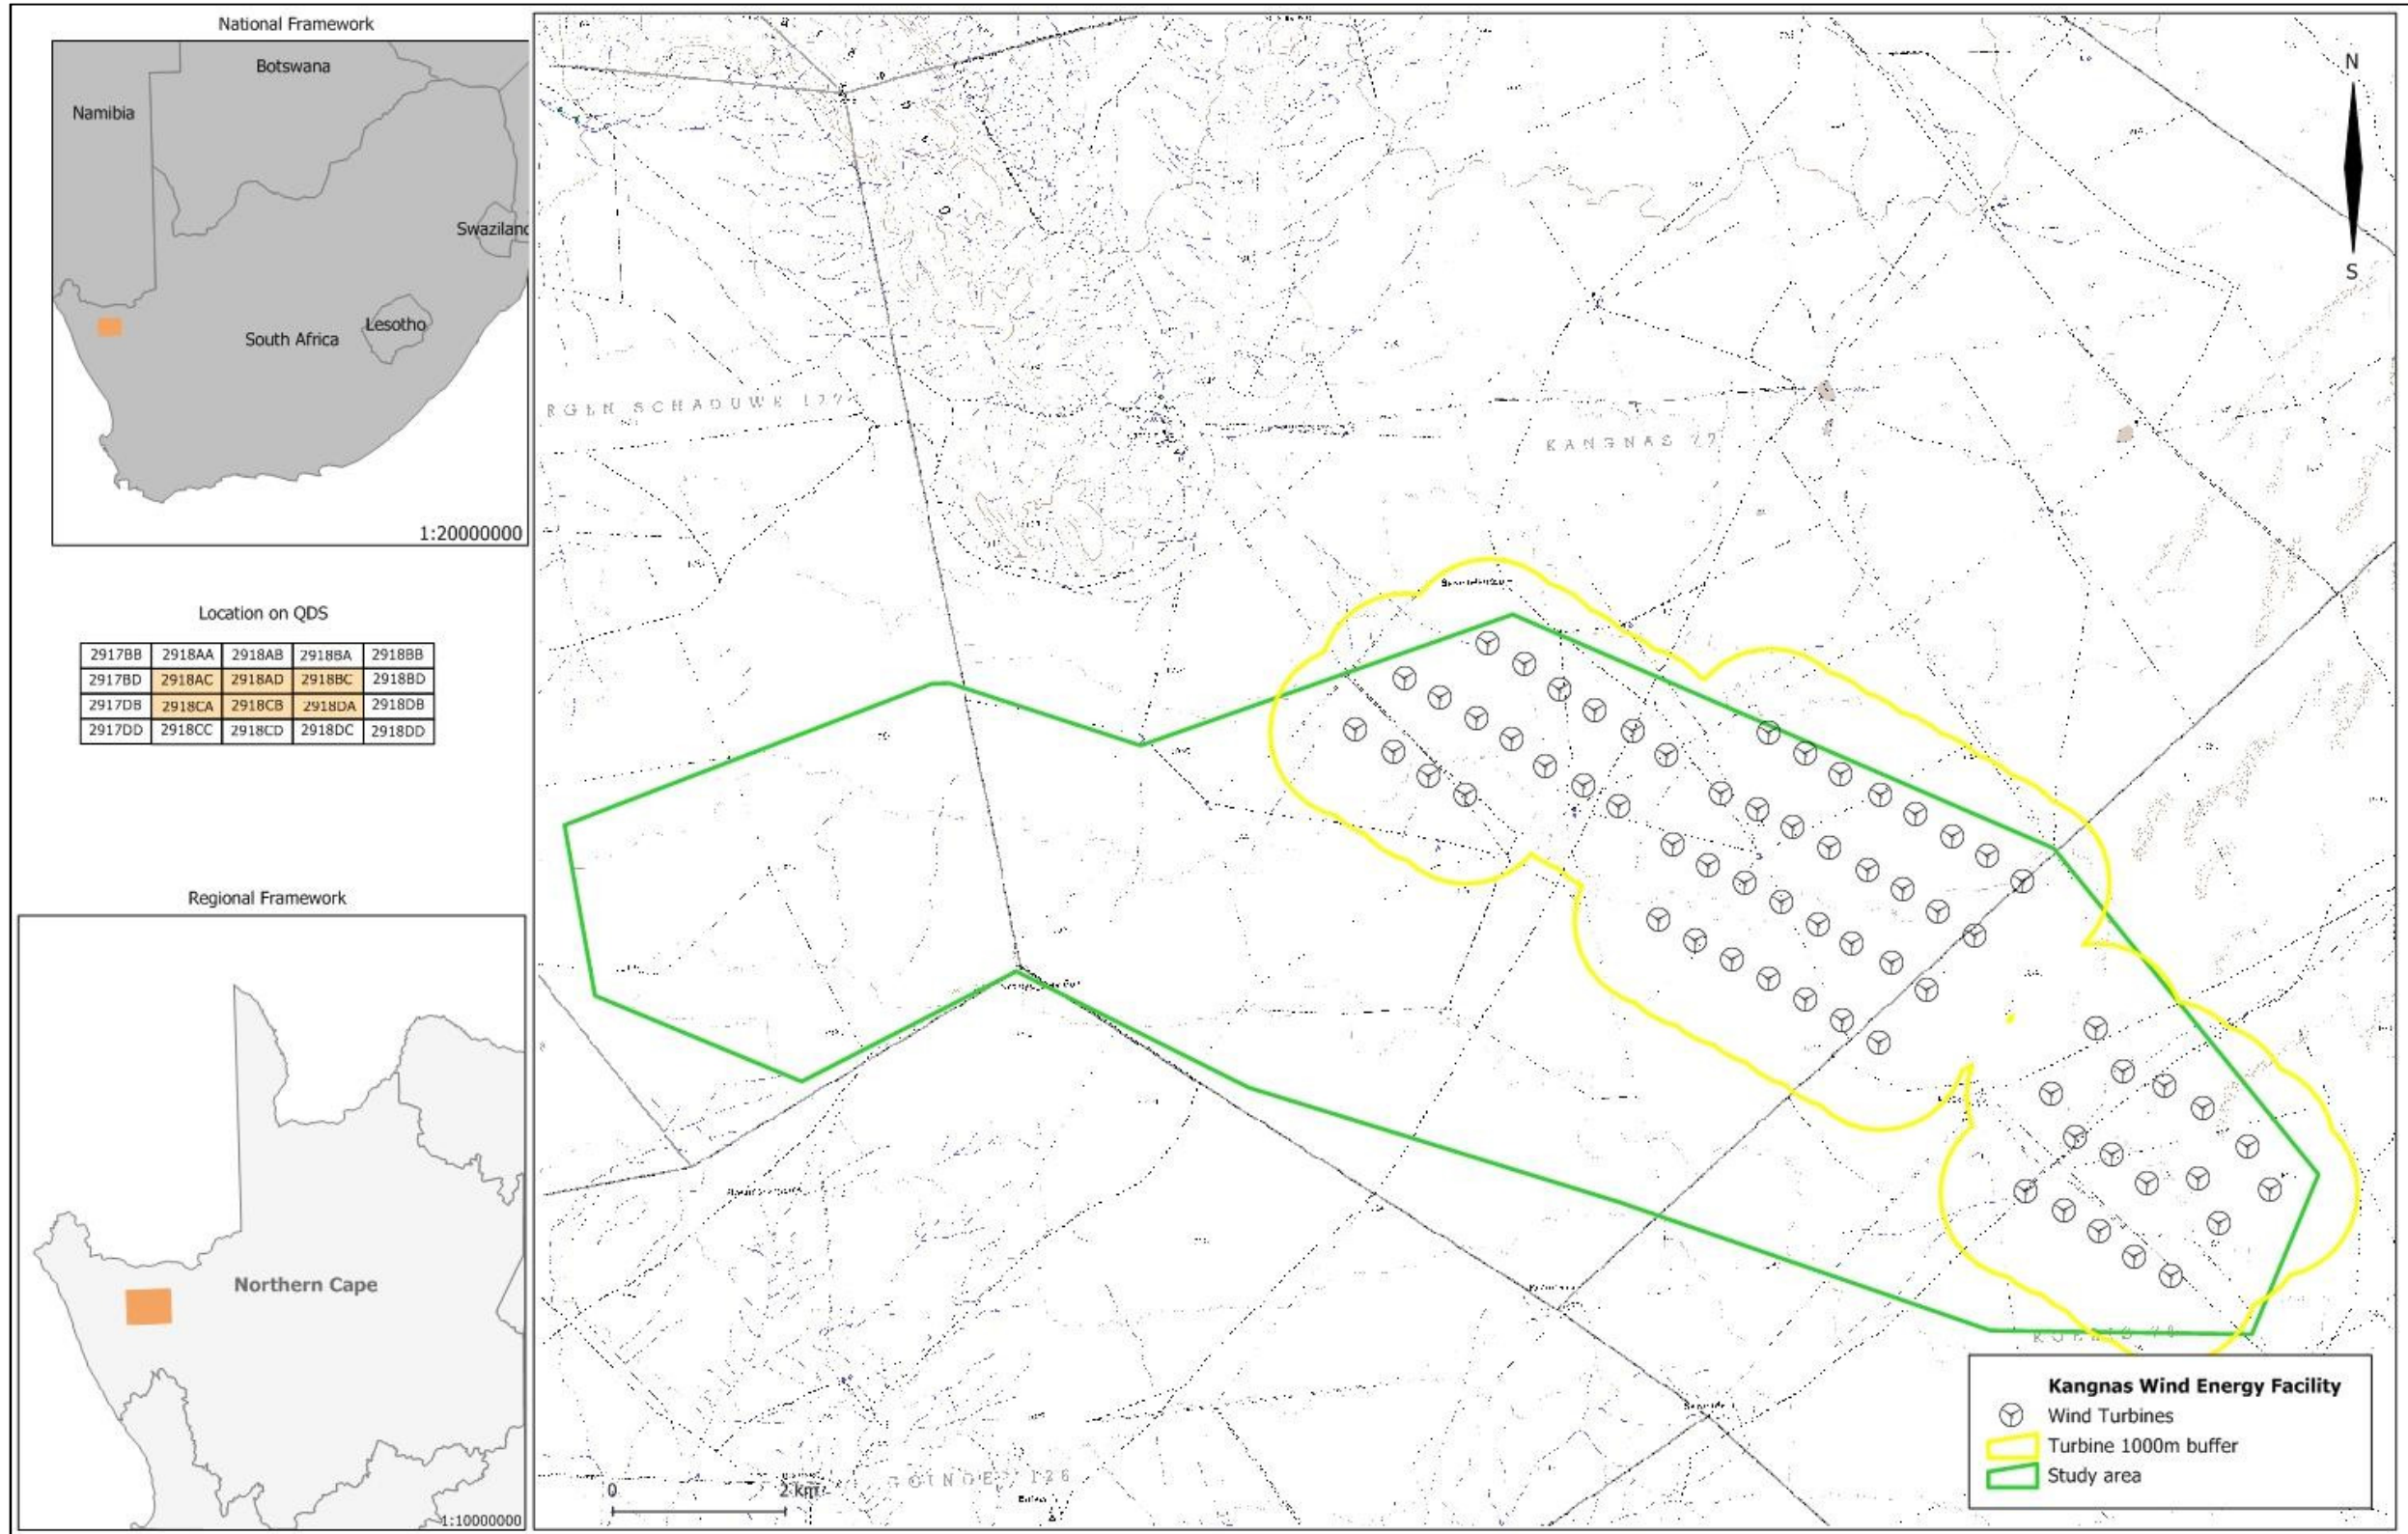 National Framework
Botswana
Namibia
Swazilanc
Lesotho
South Africa
1:20000000
Location on QDS
2917BB 2918AA 2918AB 2918BA 2918BB
2917BD 2918AC 2918AD 2918BC 2918BD
2917DB 2918CA 2918CB 2918DA 2918DB
2917DD 2918CC 2918CD 2918DC 2918DD
Regional Framework
Northern Cape
1:10000000
N
S
SCHADUWE
KANGNAS
0 2 km
Kangnas Wind Energy Facility
Wind Turbines
Turbine 1000m buffer
Study area